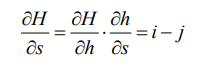 ∂H/∂s = ∂H/∂h · ∂h/∂s = i − j